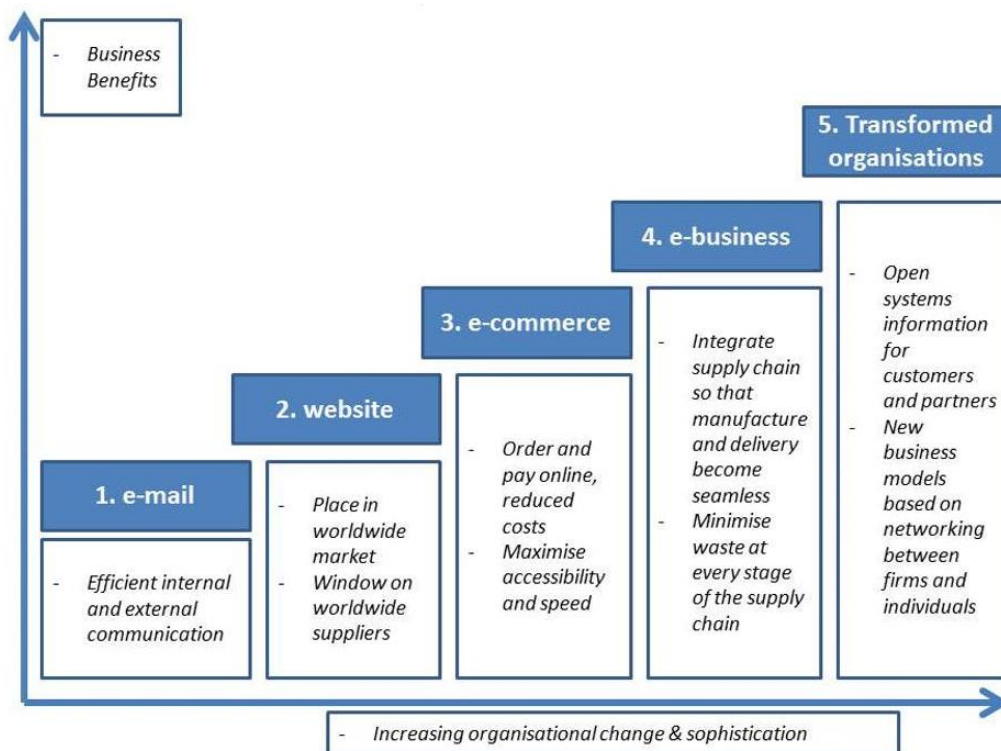 - Business
Benefits
5. Transformed
organisations
- Open
systems
information
for
customers
and partners
- New
business
models
based on
networking
between
firms and
individuals
4. e-business
- Integrate
supply chain
so that
manufacture
and delivery
become
seamless
- Minimise
waste at
every stage
of the supply
chain
3. e-commerce
- Order and
pay online,
reduced
costs
- Maximise
accessibility
and speed
2. website
- Place in
worldwide
market
- Window on
worldwide
suppliers
1. e-mail
- Efficient internal
and external
communication
- Increasing organisational change & sophistication